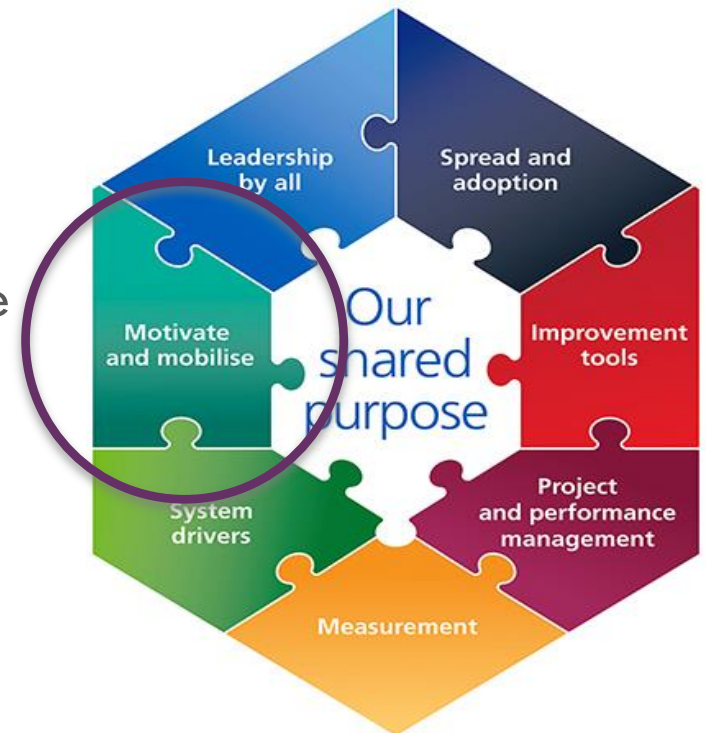 Leadership
by all
Spread and
adoption
e
Motivate
and mobilise
Our
shared
purpose
Improvement
tools
System
drivers
Project
and performance
management
Measurement